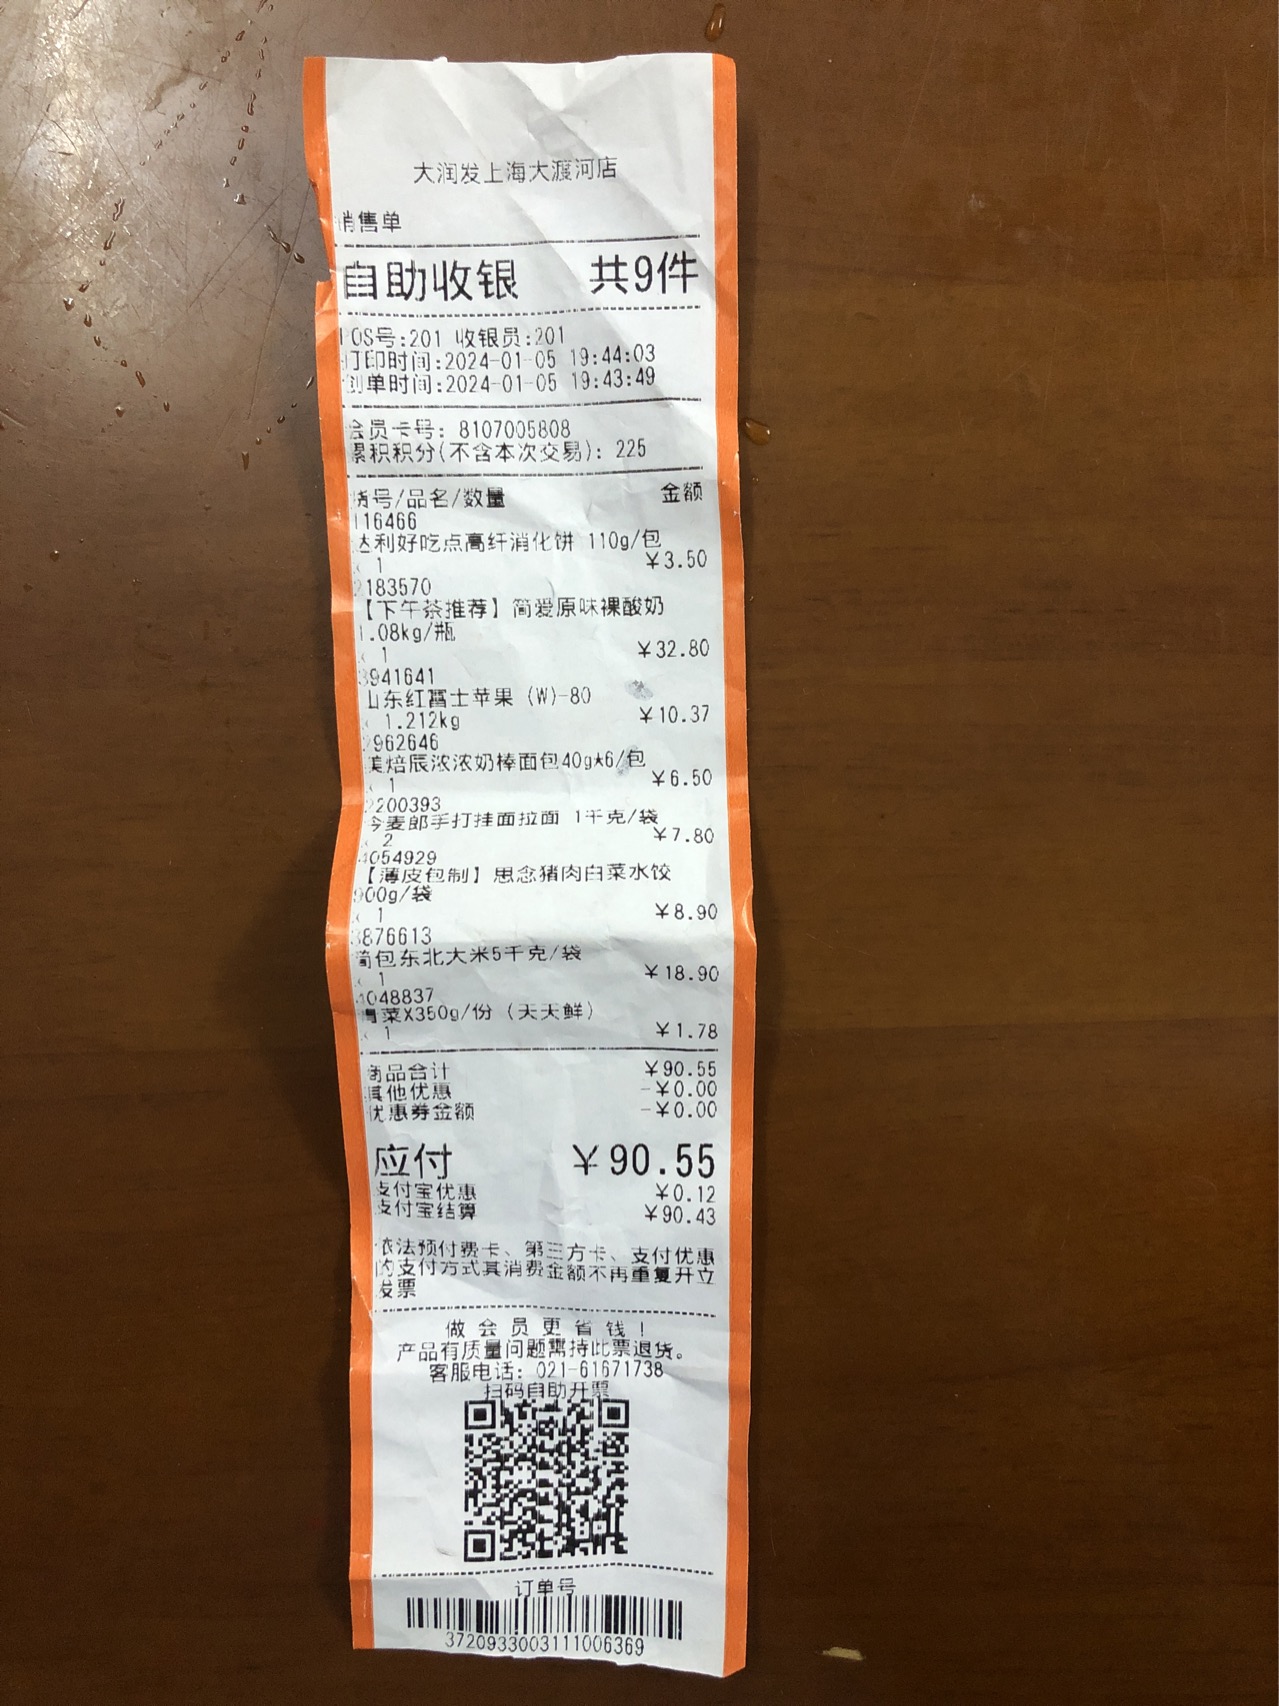 大润发上海大渡河店
销售单
自助收银 共9件
POS号:201 收银员:201
打印时间:2024-01-05 19:44:03
创单时间:2024-01-05 19:43:49
会员卡号: 8107005808
累积积分(不含本次交易): 225
货号/品名/数量 金额
116466
达利好吃点高纤消化饼 110g/包
x 1 ¥3.50
2183570
【下午茶推荐】简爱原味裸酸奶
1.08kg/瓶
x 1 ¥32.80
3941641
山东红富士苹果 (W)-80
x 1.212kg ¥10.37
2962646
美焙辰浓浓奶棒面包40g*6/包
x 1 ¥6.50
2200393
今麦郎手打挂面拉面 1千克/袋
x 2 ¥7.80
4054929
【薄皮包制】思念猪肉白菜水饺
900g/袋
x 1 ¥8.90
3876613
简包东北大米5千克/袋
x 1 ¥18.90
4048837
青菜X350g/份 (天天鲜)
x 1 ¥1.78
商品合计 ¥90.55
其他优惠 -¥0.00
优惠券金额 -¥0.00
应付 ¥90.55
支付宝优惠 ¥0.12
支付宝结算 ¥90.43
依法预付费卡、第三方卡、支付优惠
的支付方式其消费金额不再重复开立
发票
做会员更省钱!
产品有质量问题需持此票退货。
客服电话: 021-61671738
扫码自助开票
订单号
3720933003111006369